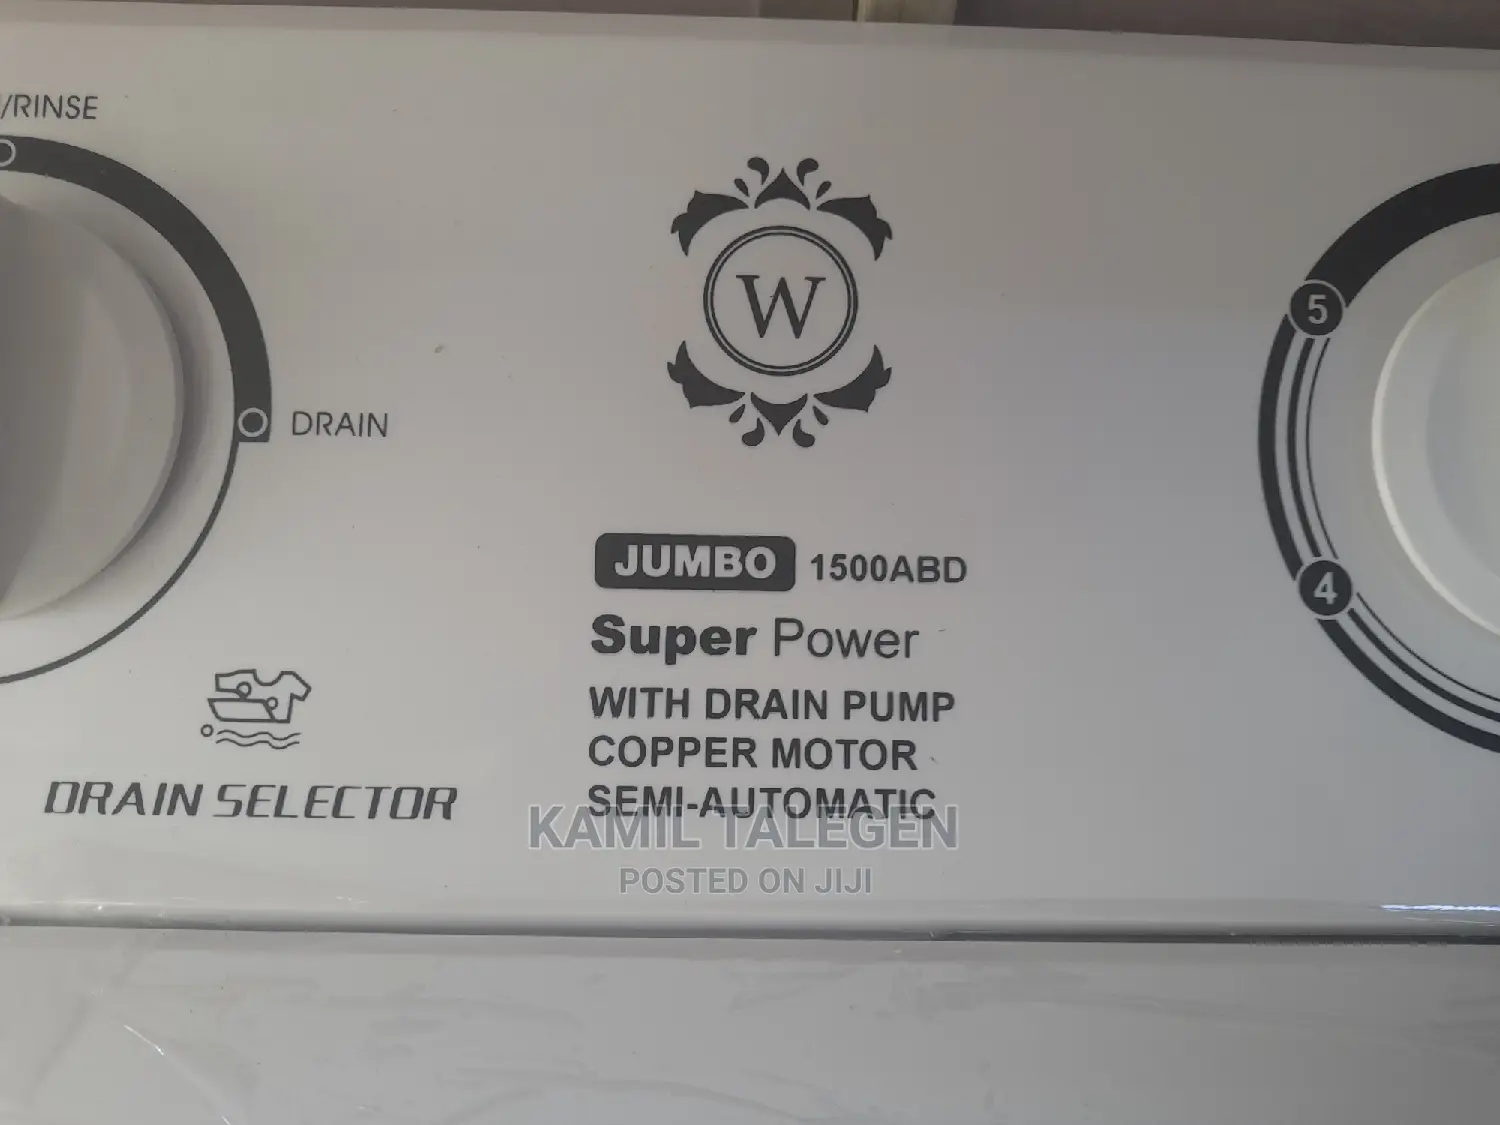 /RINSE
W
5
DRAIN
JUMBO 1500ABD
4
Super Power
WITH DRAIN PUMP
COPPER MOTOR
SEMI-AUTOMATIC
DRAIN SELECTOR
KAMIL TALEGEN
POSTED ON JIJI